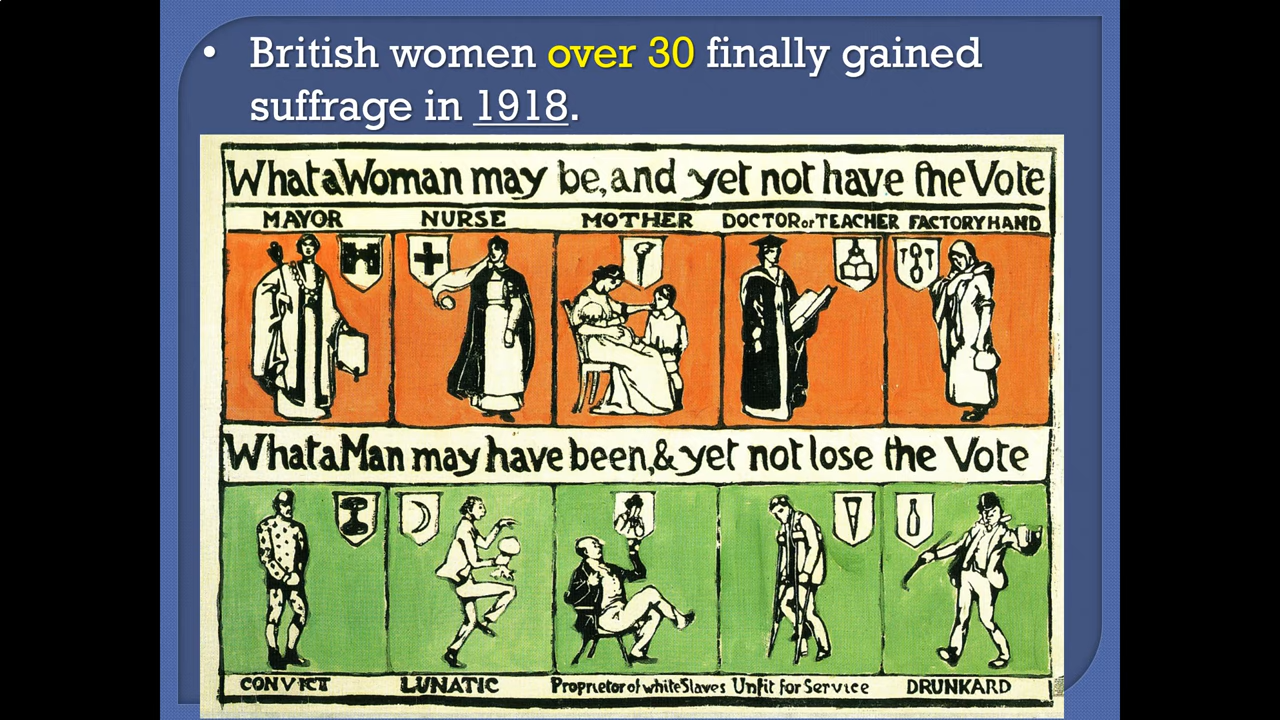 • British women over 30 finally gained
suffrage in 1918.
What a Woman may be, and yet not have the Vote
MAYOR NURSE MOTHER DOCTOR or TEACHER FACTORY HAND
What a Man may have been, & yet not lose the Vote
CONVICT LUNATIC Proprietor of white Slaves Unfit for Service DRUNKARD